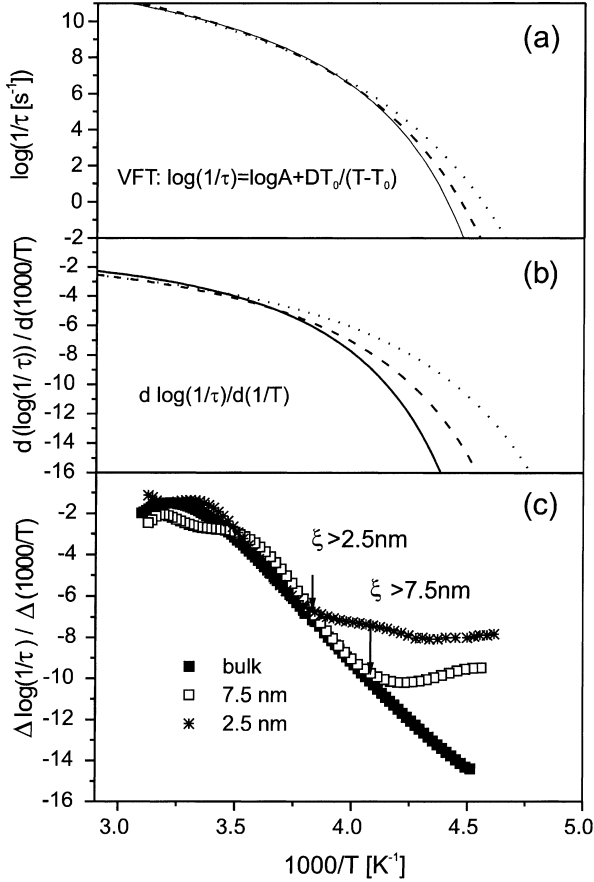 10
8
6
4
2
0
-2
log(1/τ [s⁻¹])
(a)
VFT: log(1/τ)=logA+DT₀/(T-T₀)
-2
-4
-6
-8
-10
-12
-14
-16
d(log(1/τ))/d(1000/T)
(b)
d log(1/τ)/d(1/T)
-2
-4
-6
-8
-10
-12
-14
-16
Δlog(1/τ) / Δ(1000/T)
(c)
ξ >2.5nm
ξ >7.5nm
bulk
7.5 nm
2.5 nm
3.0 3.5 4.0 4.5 5.0
1000/T [K⁻¹]